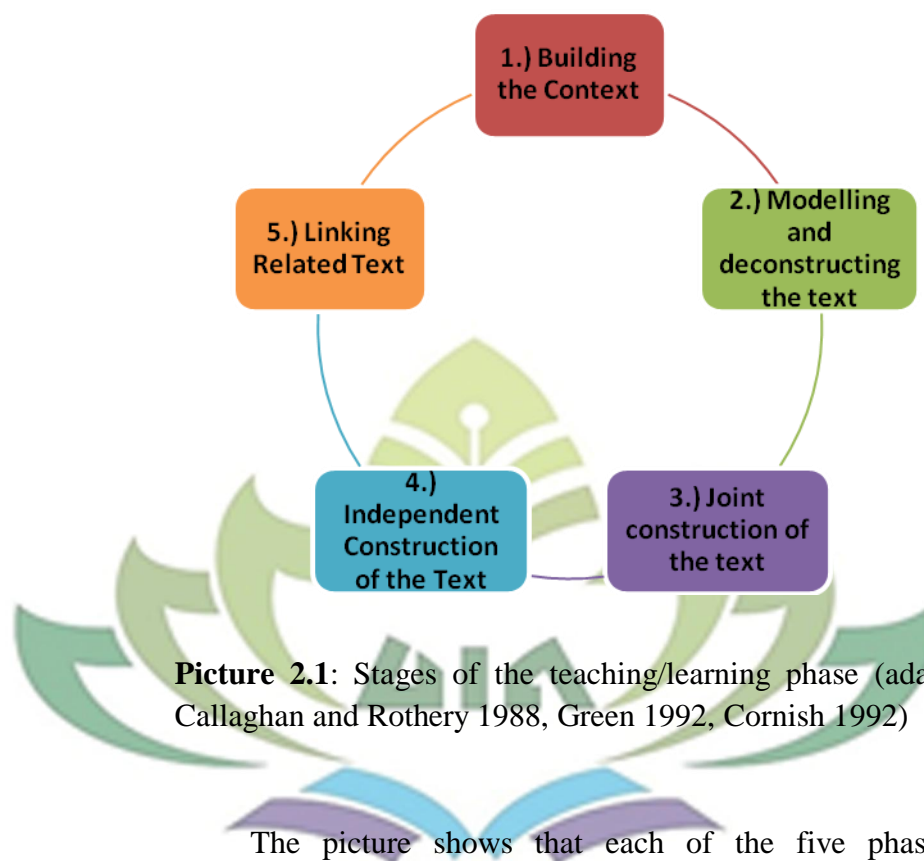 1.) Building
the Context
2.) Modelling
and
deconstructing
the text
3.) Joint
construction of
the text
4.)
Independent
Construction
of the Text
5.) Linking
Related Text
Picture 2.1: Stages of the teaching/learning phase
Callaghan and Rothery 1988, Green 1992, Cornish 1992)
The picture shows that each of the five